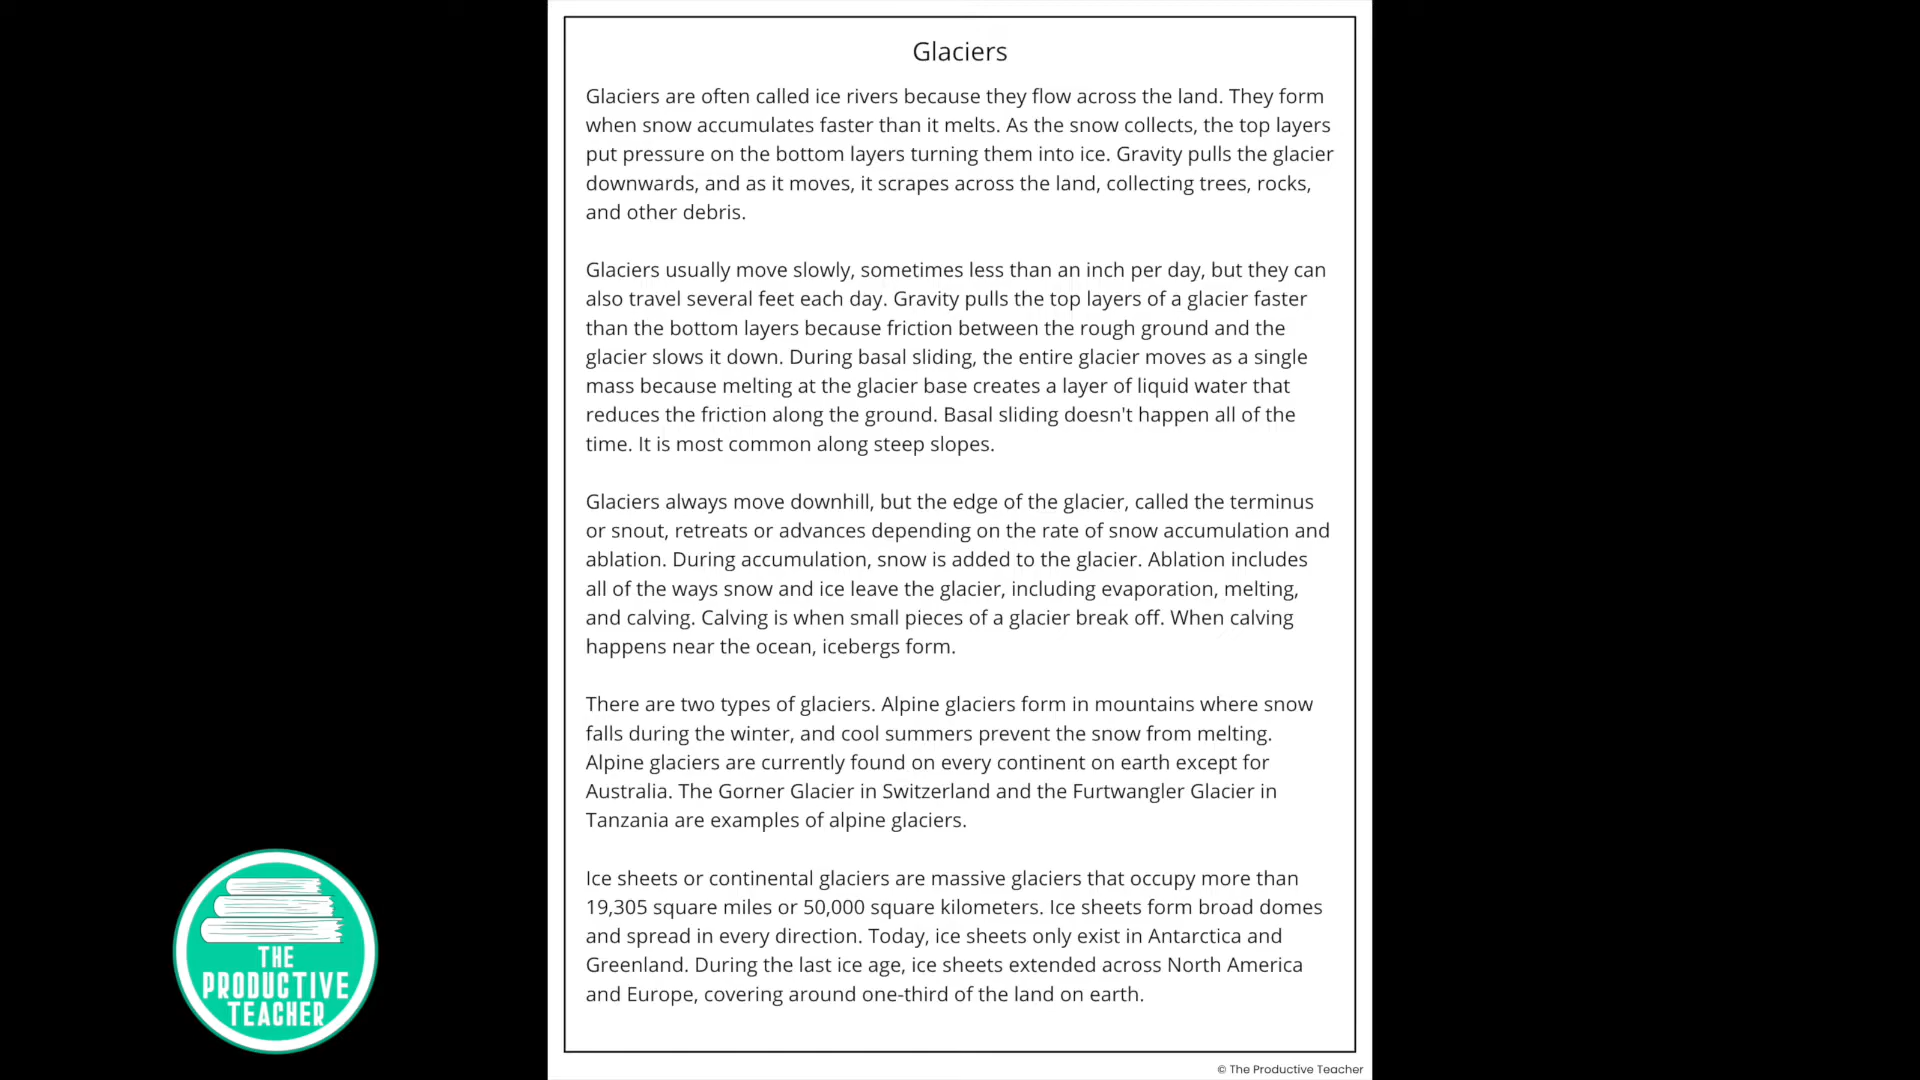 Glaciers
Glaciers are often called ice rivers because they flow across the land. They form
when snow accumulates faster than it melts. As the snow collects, the top layers
put pressure on the bottom layers turning them into ice. Gravity pulls the glacier
downwards, and as it moves, it scrapes across the land, collecting trees, rocks,
and other debris.
Glaciers usually move slowly, sometimes less than an inch per day, but they can
also travel several feet each day. Gravity pulls the top layers of a glacier faster
than the bottom layers because friction between the rough ground and the
glacier slows it down. During basal sliding, the entire glacier moves as a single
mass because melting at the glacier base creates a layer of liquid water that
reduces the friction along the ground. Basal sliding doesn't happen all of the
time. It is most common along steep slopes.
Glaciers always move downhill, but the edge of the glacier, called the terminus
or snout, retreats or advances depending on the rate of snow accumulation and
ablation. During accumulation, snow is added to the glacier. Ablation includes
all of the ways snow and ice leave the glacier, including evaporation, melting,
and calving. Calving is when small pieces of a glacier break off. When calving
happens near the ocean, icebergs form.
There are two types of glaciers. Alpine glaciers form in mountains where snow
falls during the winter, and cool summers prevent the snow from melting.
Alpine glaciers are currently found on every continent on earth except for
Australia. The Gorner Glacier in Switzerland and the Furtwangler Glacier in
Tanzania are examples of alpine glaciers.
Ice sheets or continental glaciers are massive glaciers that occupy more than
19,305 square miles or 50,000 square kilometers. Ice sheets form broad domes
and spread in every direction. Today, ice sheets only exist in Antarctica and
Greenland. During the last ice age, ice sheets extended across North America
and Europe, covering around one-third of the land on earth.
THE
PRODUCTIVE
TEACHER
© The Productive Teacher